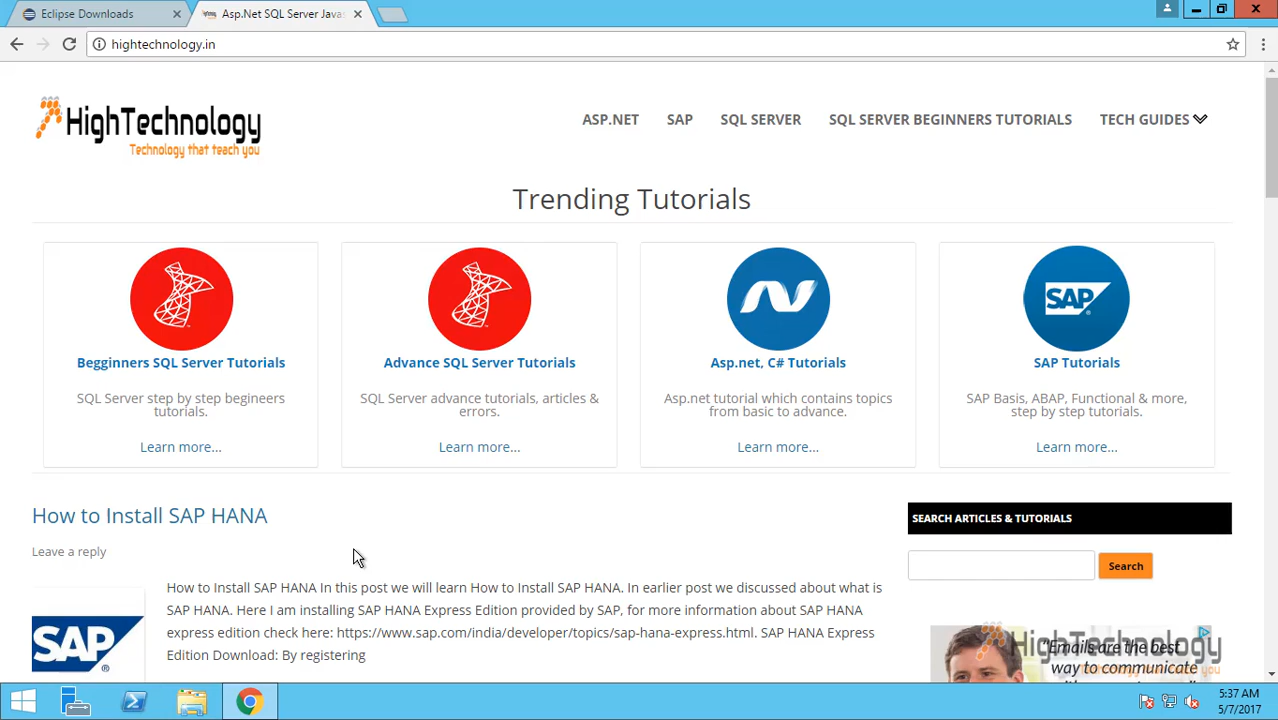 Eclipse Downloads
Asp.Net SQL Server Javas
hightechnology.in
HighTechnology
Technology that teach you
ASP.NET
SAP
SQL SERVER
SQL SERVER BEGINNERS TUTORIALS
TECH GUIDES
Trending Tutorials
SAP
Begginners SQL Server Tutorials
SQL Server step by step begineers
tutorials.
Learn more...
Advance SQL Server Tutorials
SQL Server advance tutorials, articles &
errors.
Learn more...
Asp.net, C# Tutorials
Asp.net tutorial which contains topics
from basic to advance.
Learn more...
SAP Tutorials
SAP Basis, ABAP, Functional & more,
step by step tutorials.
Learn more...
How to Install SAP HANA
Leave a reply
SAP
How to Install SAP HANA In this post we will learn How to Install SAP HANA. In earlier post we discussed about what is
SAP HANA. Here I am installing SAP HANA Express Edition provided by SAP, for more information about SAP HANA
express edition check here: https://www.sap.com/india/developer/topics/sap-hana-express.html. SAP HANA Express
Edition Download: By registering
SEARCH ARTICLES & TUTORIALS
Search
HighTechnology
"Emails are the best
way to communicate
5:37 AM
5/7/2017